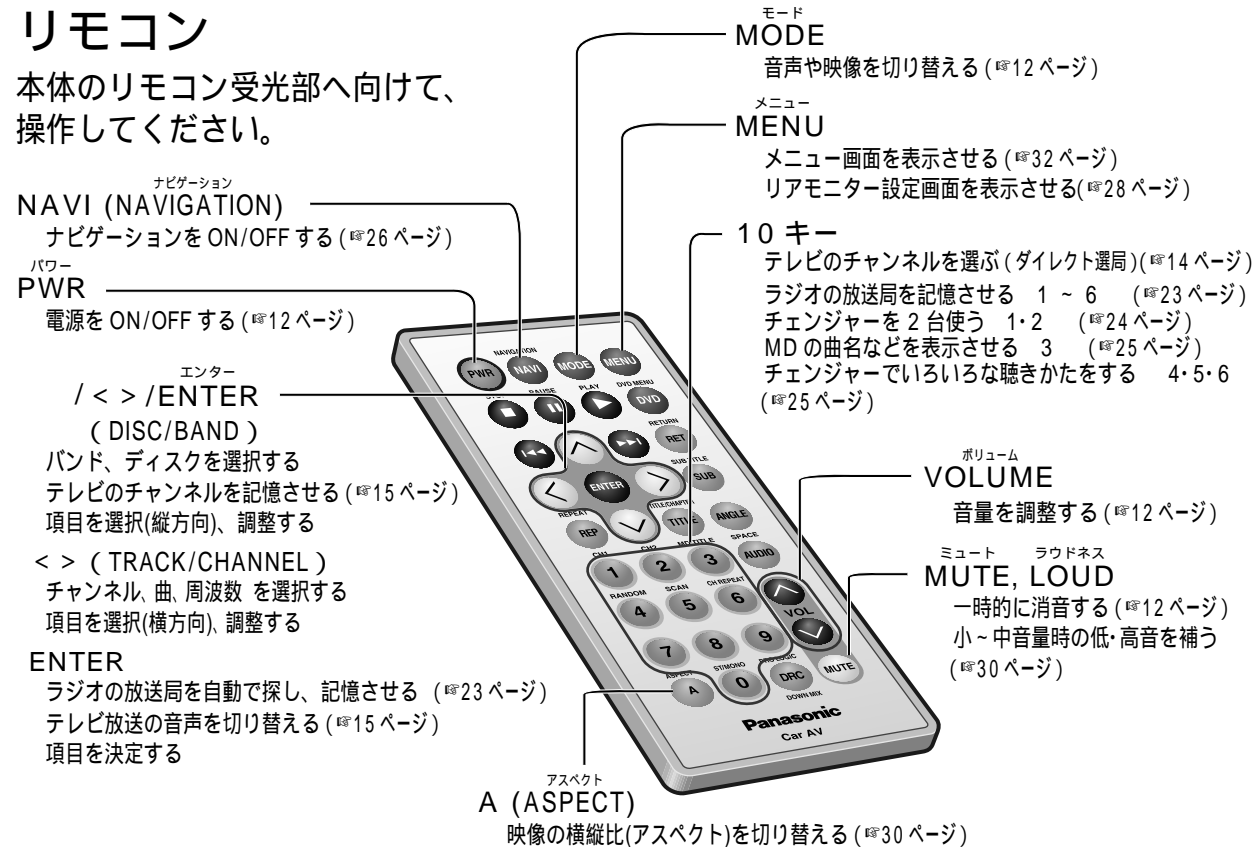 リモコン
本体のリモコン受光部へ向けて、
操作してください。
ナビゲーション
NAVI (NAVIGATION)
ナビゲーションを ON/OFF する (☞26 ページ)
パワー
PWR
電源を ON/OFF する (☞12 ページ)
エンター
/ < > /ENTER
( DISC/BAND )
バンド、ディスクを選択する
テレビのチャンネルを記憶させる (☞15 ページ)
項目を選択(縦方向)、調整する
< > ( TRACK/CHANNEL )
チャンネル、曲、周波数 を選択する
項目を選択(横方向)、調整する
ENTER
ラジオの放送局を自動で探し、記憶させる (☞23 ページ)
テレビ放送の音声を切り替える (☞15 ページ)
項目を決定する
モード
MODE
音声や映像を切り替える (☞12 ページ)
メニュー
MENU
メニュー画面を表示させる (☞32 ページ)
リアモニター設定画面を表示させる(☞28 ページ)
10 キー
テレビのチャンネルを選ぶ (ダイレクト選局)(☞14 ページ)
ラジオの放送局を記憶させる 1 ~ 6 (☞23 ページ)
チェンジャーを 2 台使う 1・2 (☞24 ページ)
MD の曲名などを表示させる 3 (☞25 ページ)
チェンジャーでいろいろな聴きかたをする 4・5・6
(☞25 ページ)
ボリューム
VOLUME
音量を調整する (☞12 ページ)
ミュート ラウドネス
MUTE, LOUD
一時的に消音する (☞12 ページ)
小 ~ 中音量時の低・高音を補う
(☞30 ページ)
アスペクト
A (ASPECT)
映像の横縦比(アスペクト)を切り替える (☞30 ページ)
NAVIGATION
PWR NAVI MODE MENU
PAUSE PLAY DVD MENU
DVD
RETURN
RET
SUB TITLE
ENTER SUB
REPEAT TITLE/CHAPTER
REP TITLE ANGLE
CH1 CH2 MD TITLE SPACE
1 2 3 AUDIO
RANDOM SCAN CH REPEAT
4 5 6 VOL
7 8 9
ASPECT ST/MONO PRO LOGIC
A 0 DRC MUTE
DOWN MIX
Panasonic
Car AV